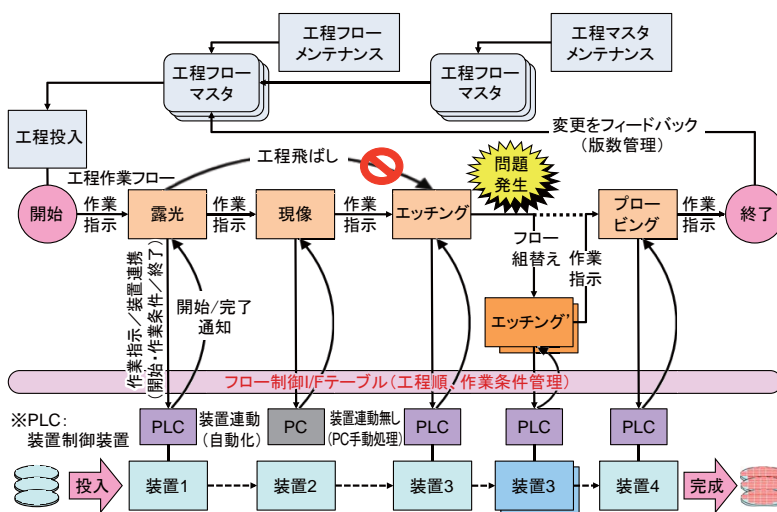 工程フロー
メンテナンス
工程マスタ
メンテナンス
工程フロー
マスタ
工程フロー
マスタ
工程投入
変更をフィードバック
（版数管理）
工程飛ばし
問題
発生
工程作業フロー
開始
作業
指示
露光
作業
指示
現像
作業
指示
エッチング
プロー
ビング
作業
指示
終了
フロー
組替え
作業
指示
エッチング’
作業指示／装置連携
（開始・作業条件／終了）
開始/完了
通知
フロー制御I/Fテーブル（工程順、作業条件管理）
※PLC：
装置制御装置
PLC
装置連動
（自動化）
PC
装置連動無し
（PC手動処理）
PLC
PLC
PLC
投入
装置1
装置2
装置3
装置3
装置4
完成